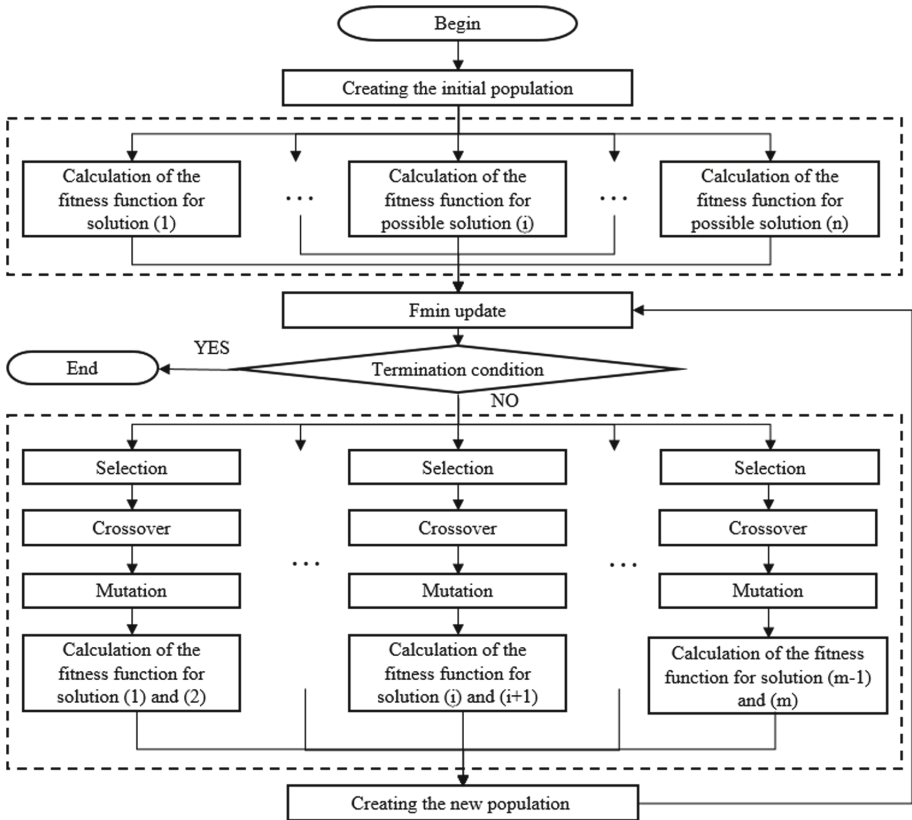 Begin
Creating the initial population
Calculation of the
fitness function for
solution (1)
...
Calculation of the
fitness function for
possible solution (i)
...
Calculation of the
fitness function for
possible solution (n)
Fmin update
YES
End
Termination condition
NO
Selection
Selection
Selection
Crossover
Crossover
Crossover
...
...
Mutation
Mutation
Mutation
Calculation of the
fitness function for
solution (1) and (2)
Calculation of the
fitness function for
solution (i) and (i+1)
Calculation of the fitness
function for solution (m-1)
and (m)
Creating the new population